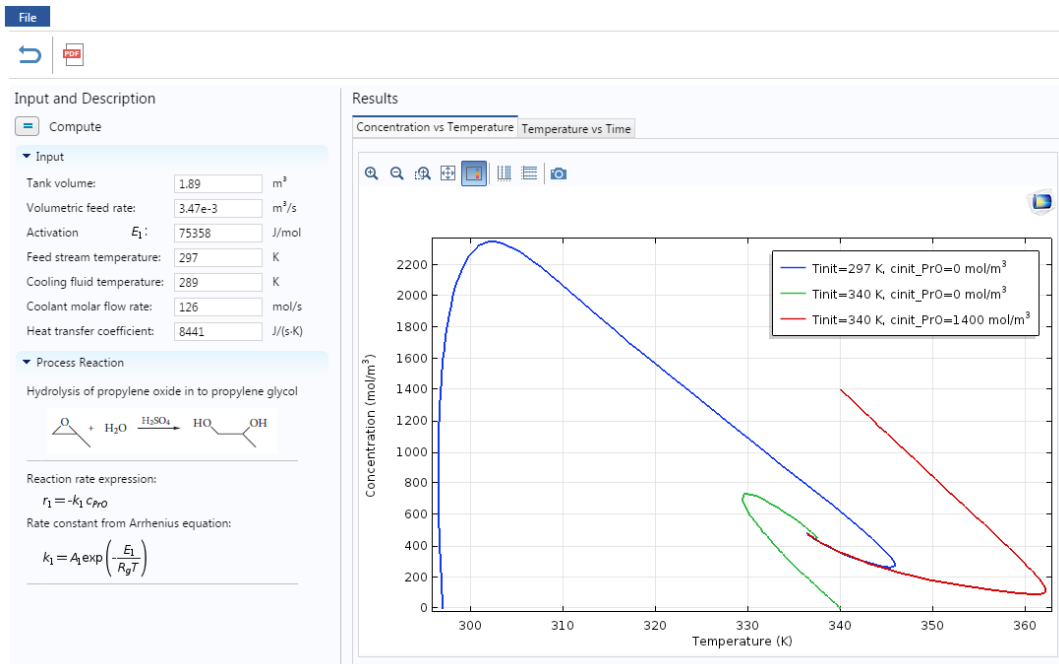 File
PDF
Input and Description
= Compute
Input
Tank volume: 1.89 m³
Volumetric feed rate: 3.47e-3 m³/s
Activation E₁: 75358 J/mol
Feed stream temperature: 297 K
Cooling fluid temperature: 289 K
Coolant molar flow rate: 126 mol/s
Heat transfer coefficient: 8441 J/(s·K)
Process Reaction
Hydrolysis of propylene oxide in to propylene glycol
O + H₂O H₂SO₄ HO OH
Reaction rate expression:
r₁ = -k₁ c_PrO
Rate constant from Arrhenius equation:
k₁ = A₁exp(-E₁/(R_gT))
Results
Concentration vs Temperature Temperature vs Time
Tinit=297 K, cinit_PrO=0 mol/m³
Tinit=340 K, cinit_PrO=0 mol/m³
Tinit=340 K, cinit_PrO=1400 mol/m³
Concentration (mol/m³)
2200
2000
1800
1600
1400
1200
1000
800
600
400
200
0
300 310 320 330 340 350 360
Temperature (K)